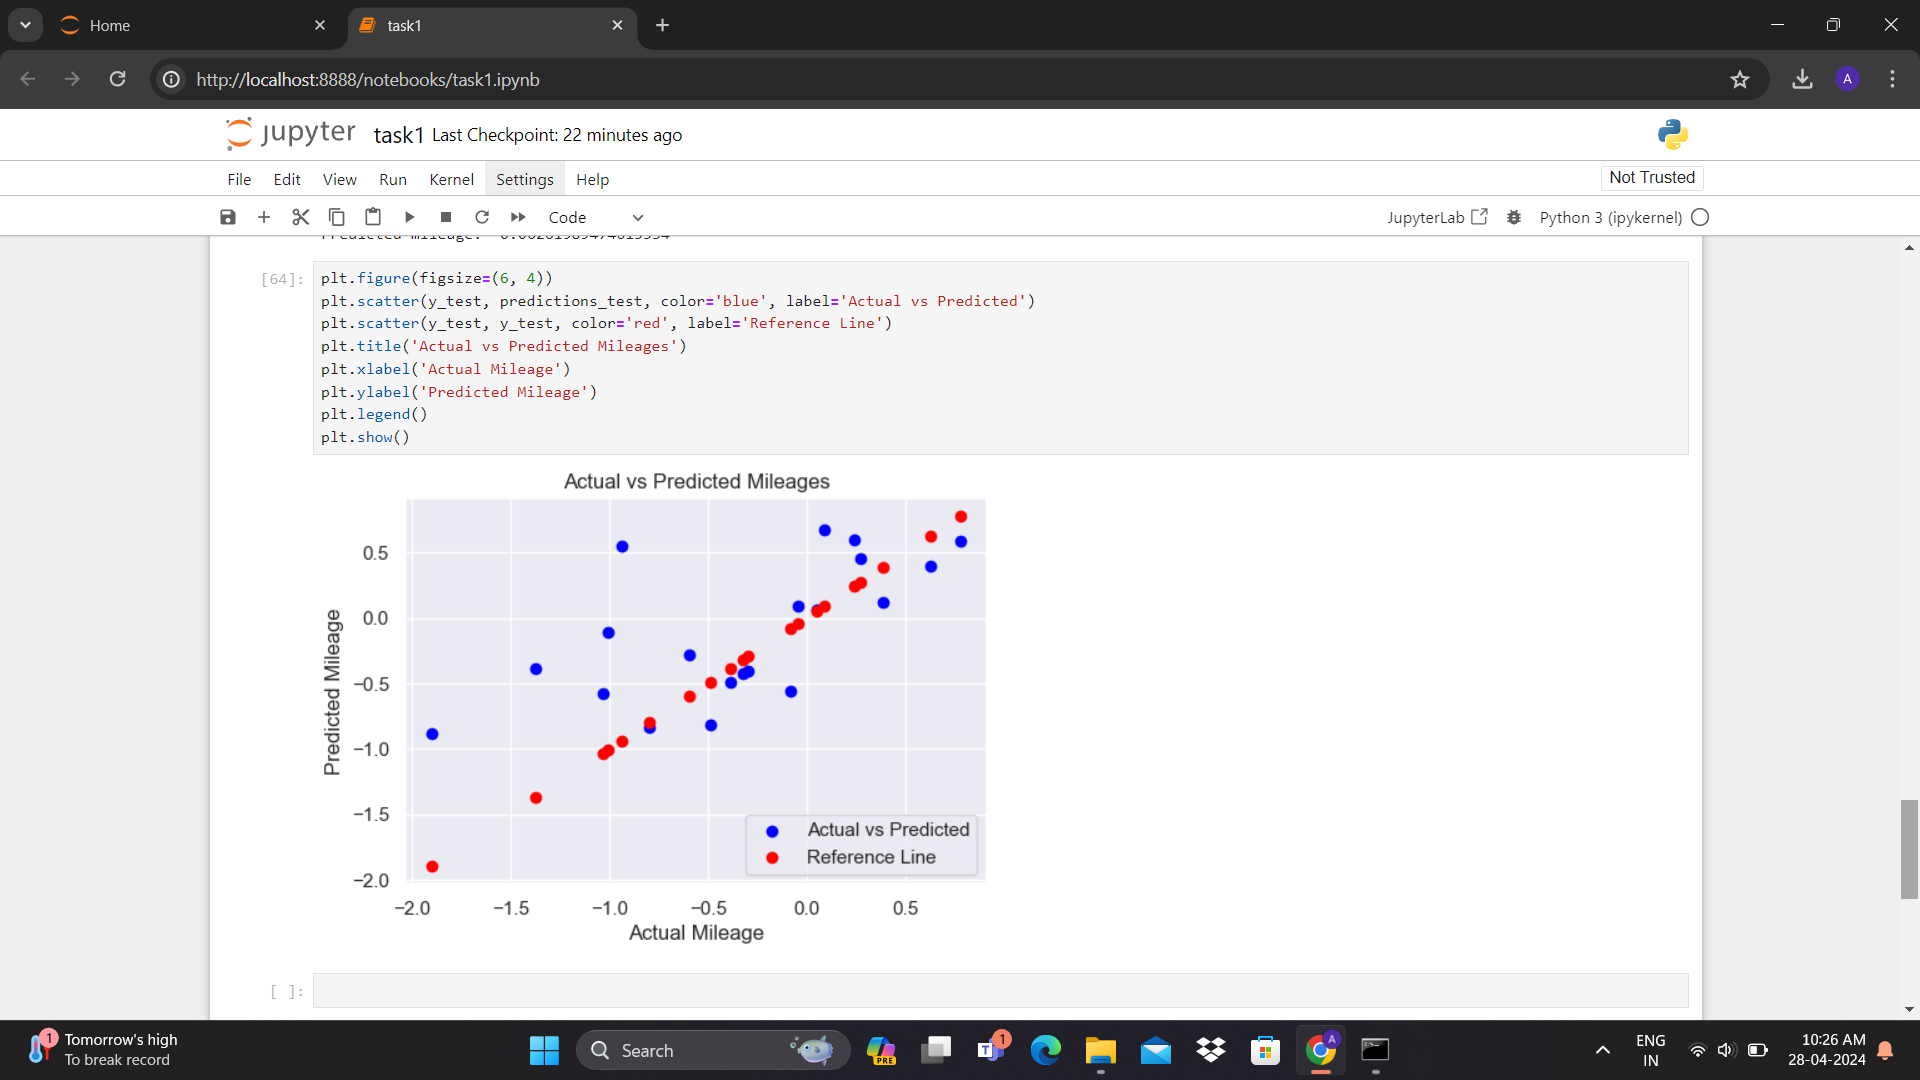 Home
task1
http://localhost:8888/notebooks/task1.ipynb
A
jupyter task1 Last Checkpoint: 22 minutes ago
File Edit View Run Kernel Settings Help
Not Trusted
Code
JupyterLab
Python 3 (ipykernel)
[64]:
plt.figure(figsize=(6, 4))
plt.scatter(y_test, predictions_test, color='blue', label='Actual vs Predicted')
plt.scatter(y_test, y_test, color='red', label='Reference Line')
plt.title('Actual vs Predicted Mileages')
plt.xlabel('Actual Mileage')
plt.ylabel('Predicted Mileage')
plt.legend()
plt.show()
Actual vs Predicted Mileages
Predicted Mileage
0.5
0.0
−0.5
−1.0
−1.5
−2.0
Actual vs Predicted
Reference Line
−2.0 −1.5 −1.0 −0.5 0.0 0.5
Actual Mileage
[ ]:
1
Tomorrow's high
To break record
Search
PRE
T
1
A
ENG
IN
10:26 AM
28-04-2024